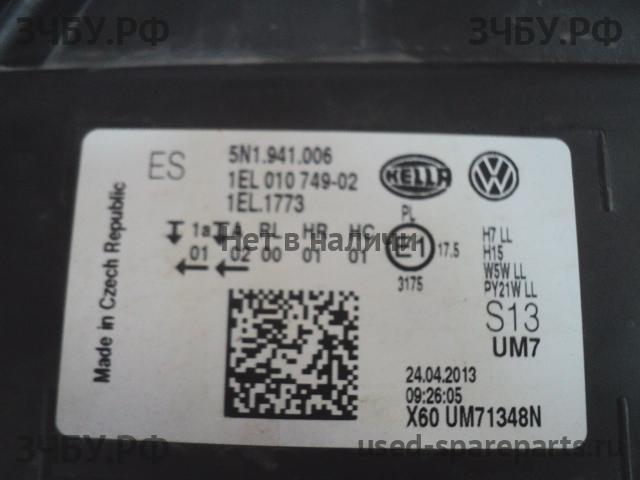 ЗЧБУ.РФ
ЗЧБУ.РФ
ES
5N1.941.006
1EL 010 749-02
1EL.1773
HELLA
VW
PL
1a A RL HR HC
Нет в наличии
01 02 00 01 01
E1
17.5
3175
H7 LL
H15
W5W LL
PY21W LL
S13
UM7
Made in Czech Republic
24.04.2013
09:26:05
X60 UM71348N
ЗЧБУ.РФ
used-spareparts.ru